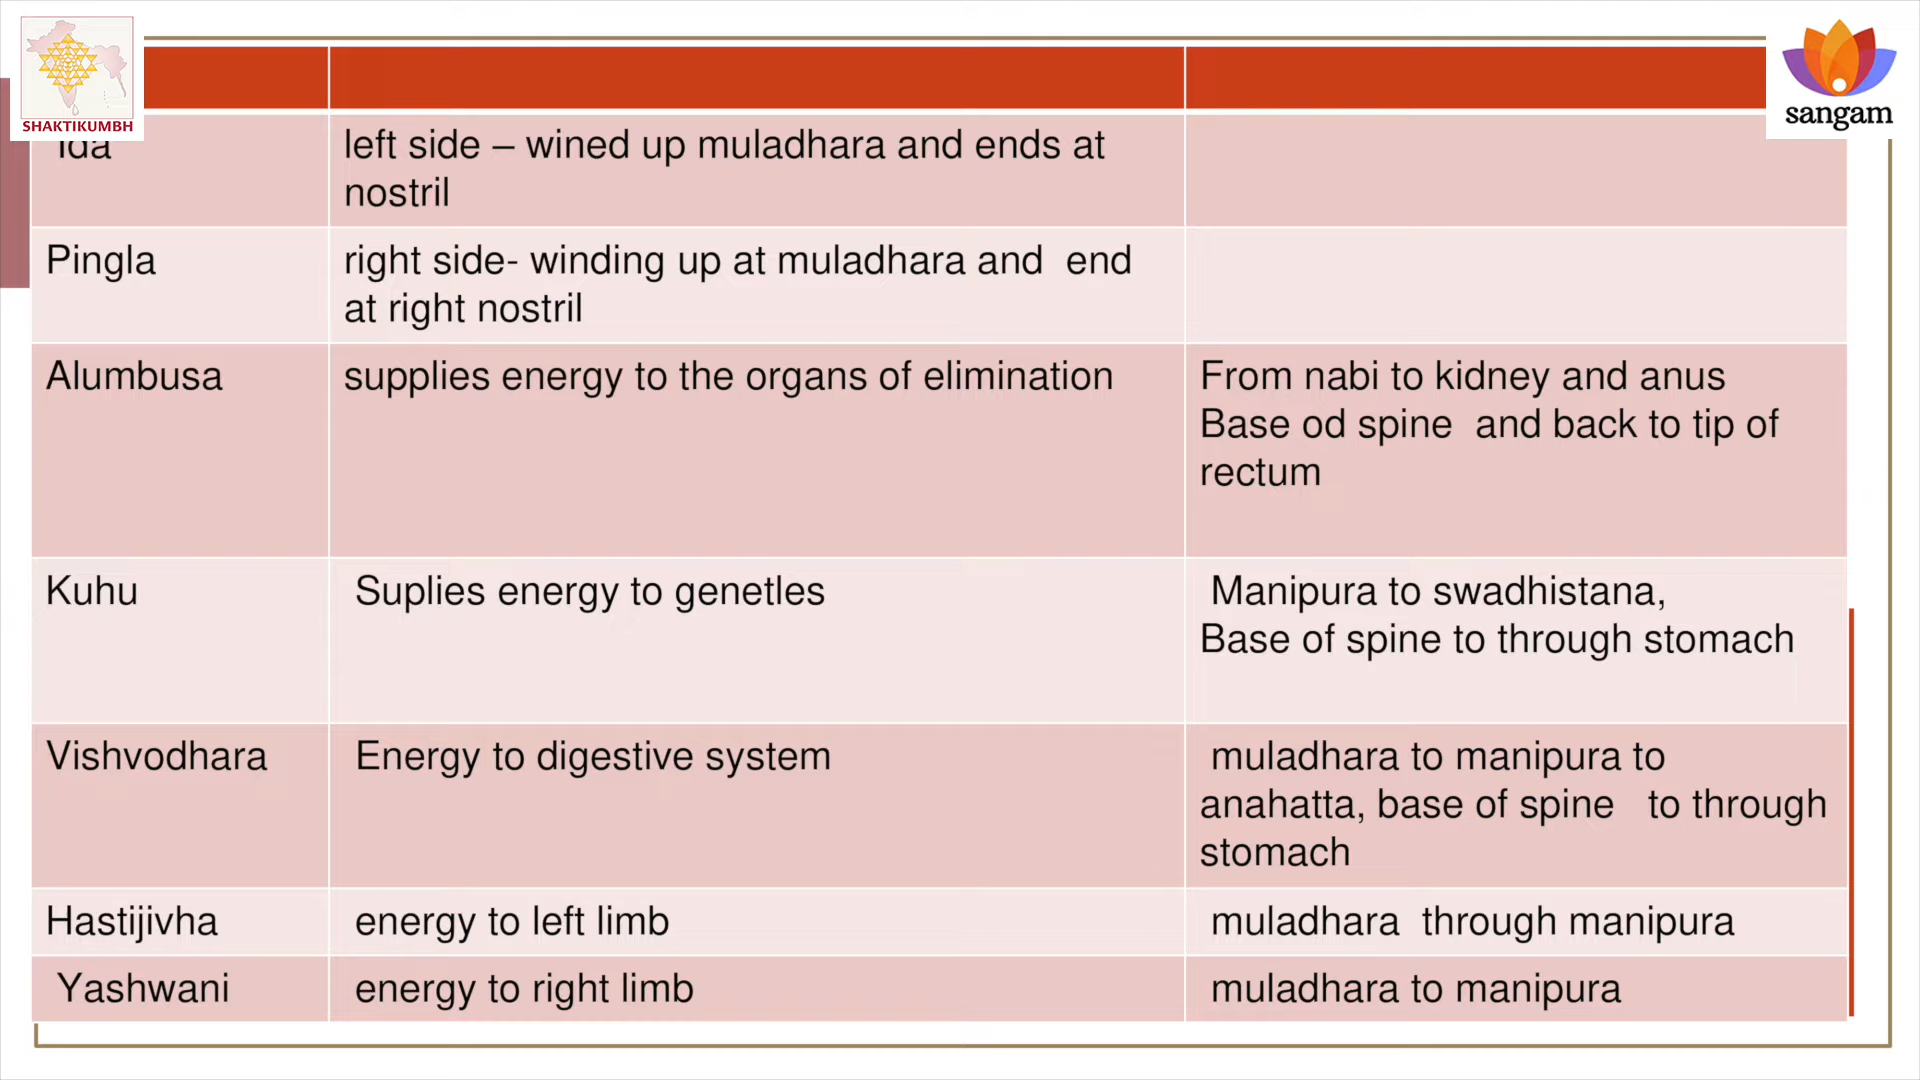 SHAKTIKUMBH
sangam
Ida
left side – wined up muladhara and ends at
nostril
Pingla
right side- winding up at muladhara and  end
at right nostril
Alumbusa
supplies energy to the organs of elimination
From nabi to kidney and anus
Base od spine  and back to tip of
rectum
Kuhu
Suplies energy to genetles
Manipura to swadhistana,
Base of spine to through stomach
Vishvodhara
Energy to digestive system
muladhara to manipura to
anahatta, base of spine   to through
stomach
Hastijivha
energy to left limb
muladhara  through manipura
Yashwani
energy to right limb
muladhara to manipura